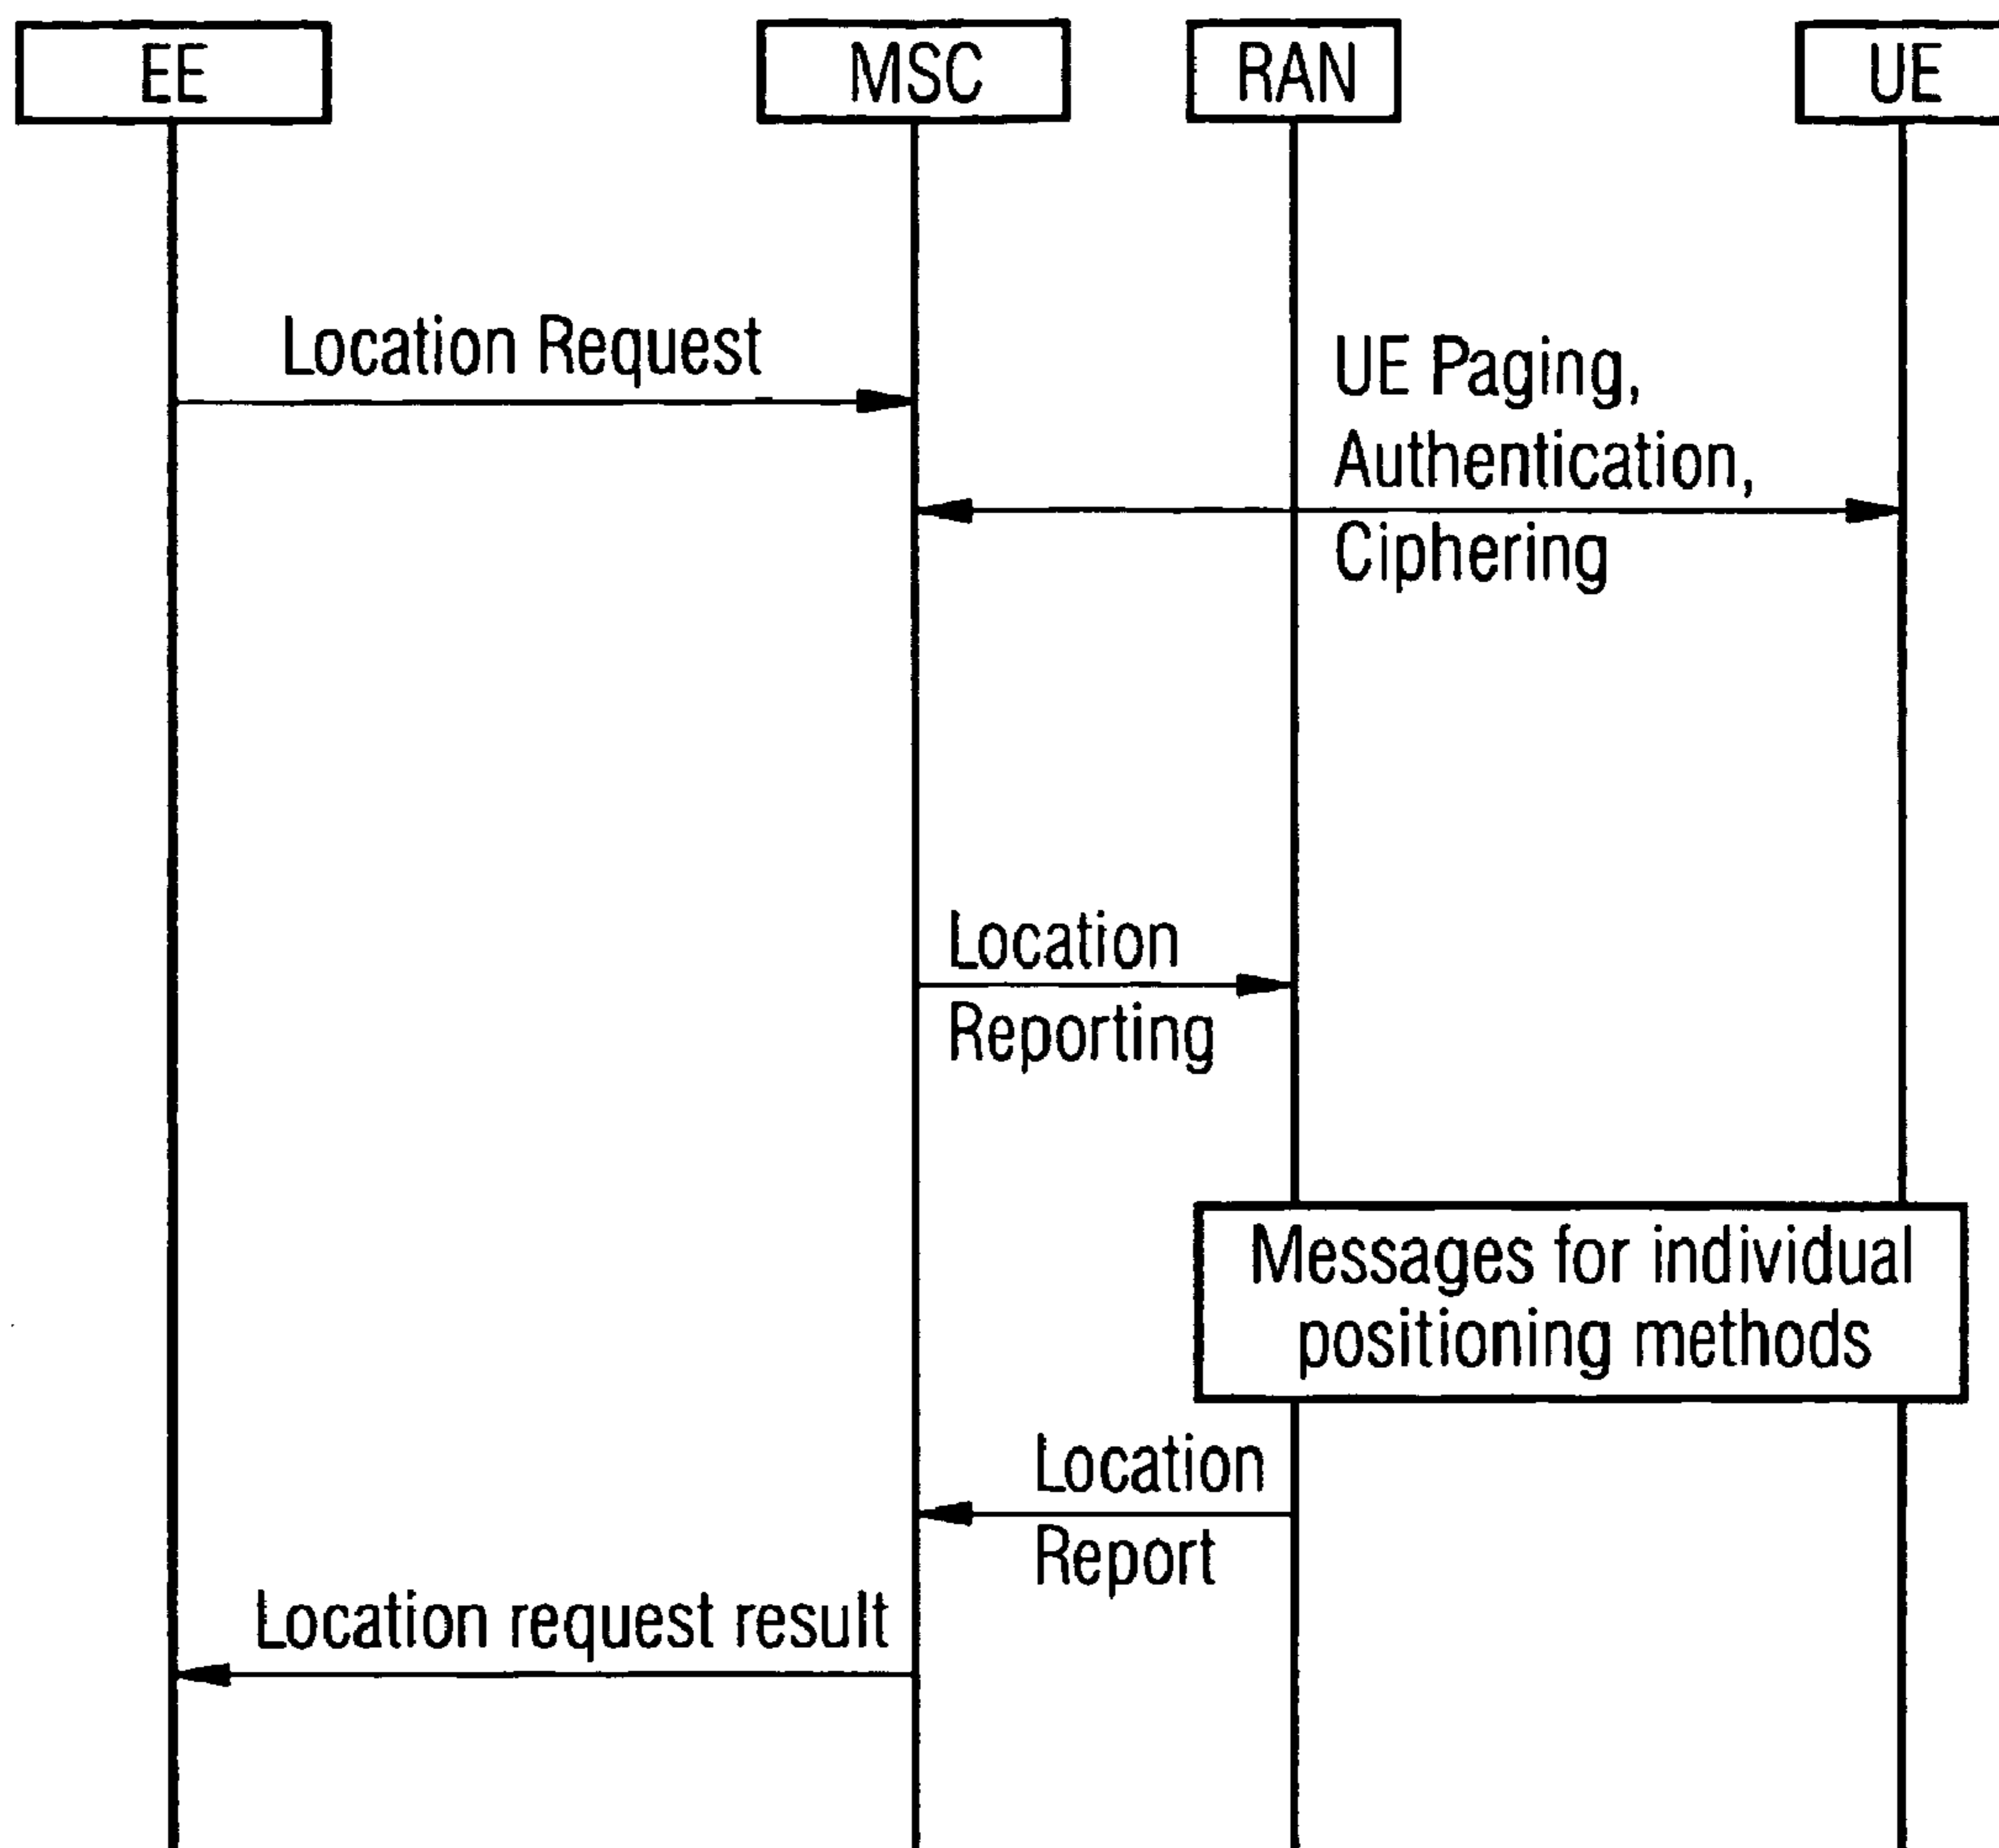 EE
MSC
RAN
UE
Location Request
UE Paging,
Authentication,
Ciphering
Location
Reporting
Messages for individual
positioning methods
Location
Report
Location request result